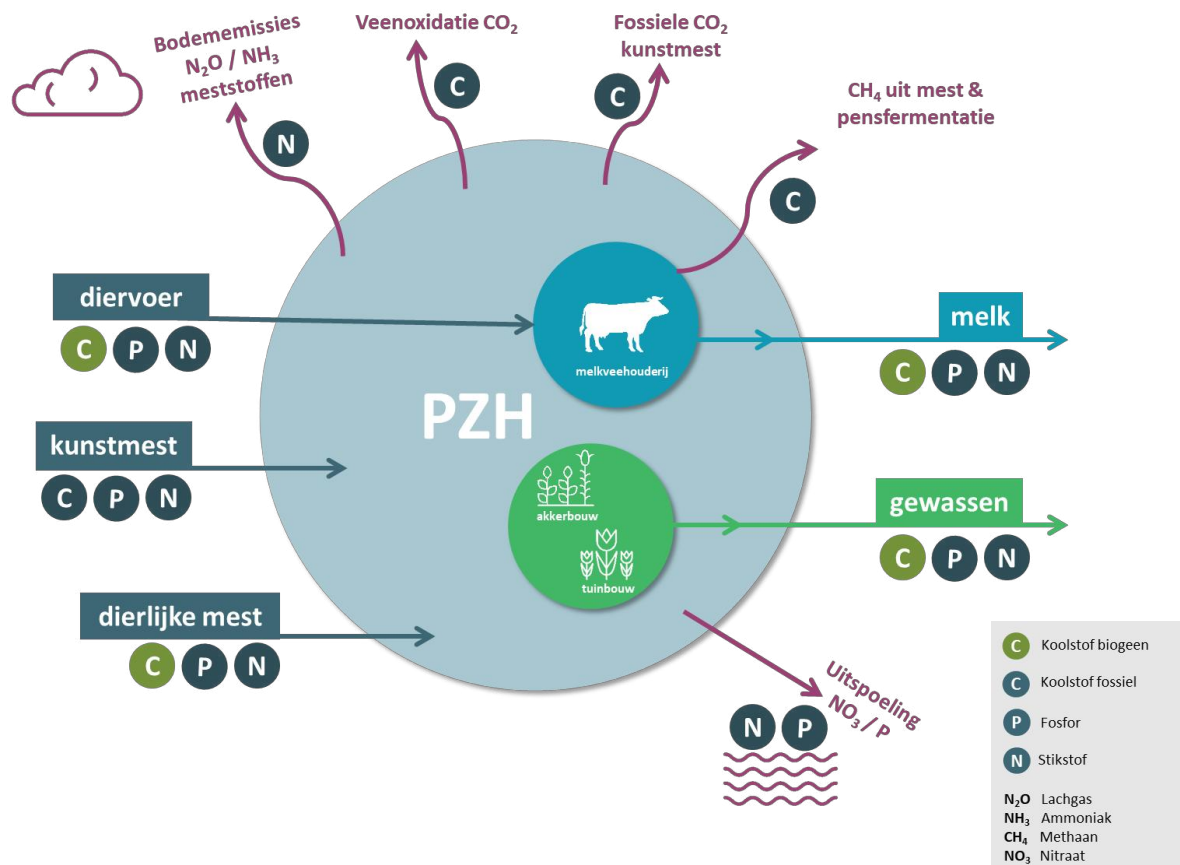 Bodememissies
N₂O / NH₃
meststoffen
Veenoxidatie CO₂
Fossiele CO₂
kunstmest
CH₄ uit mest &
pensfermentatie
N
C
C
C
diervoer
C P N
melkveehouderij
melk
C P N
PZH
kunstmest
C P N
akkerbouw
tuinbouw
gewassen
C P N
dierlijke mest
C P N
Uitspoeling
NO₃ / P
N P
C Koolstof biogeen
C Koolstof fossiel
P Fosfor
N Stikstof
N₂O Lachgas
NH₃ Ammoniak
CH₄ Methaan
NO₃ Nitraat